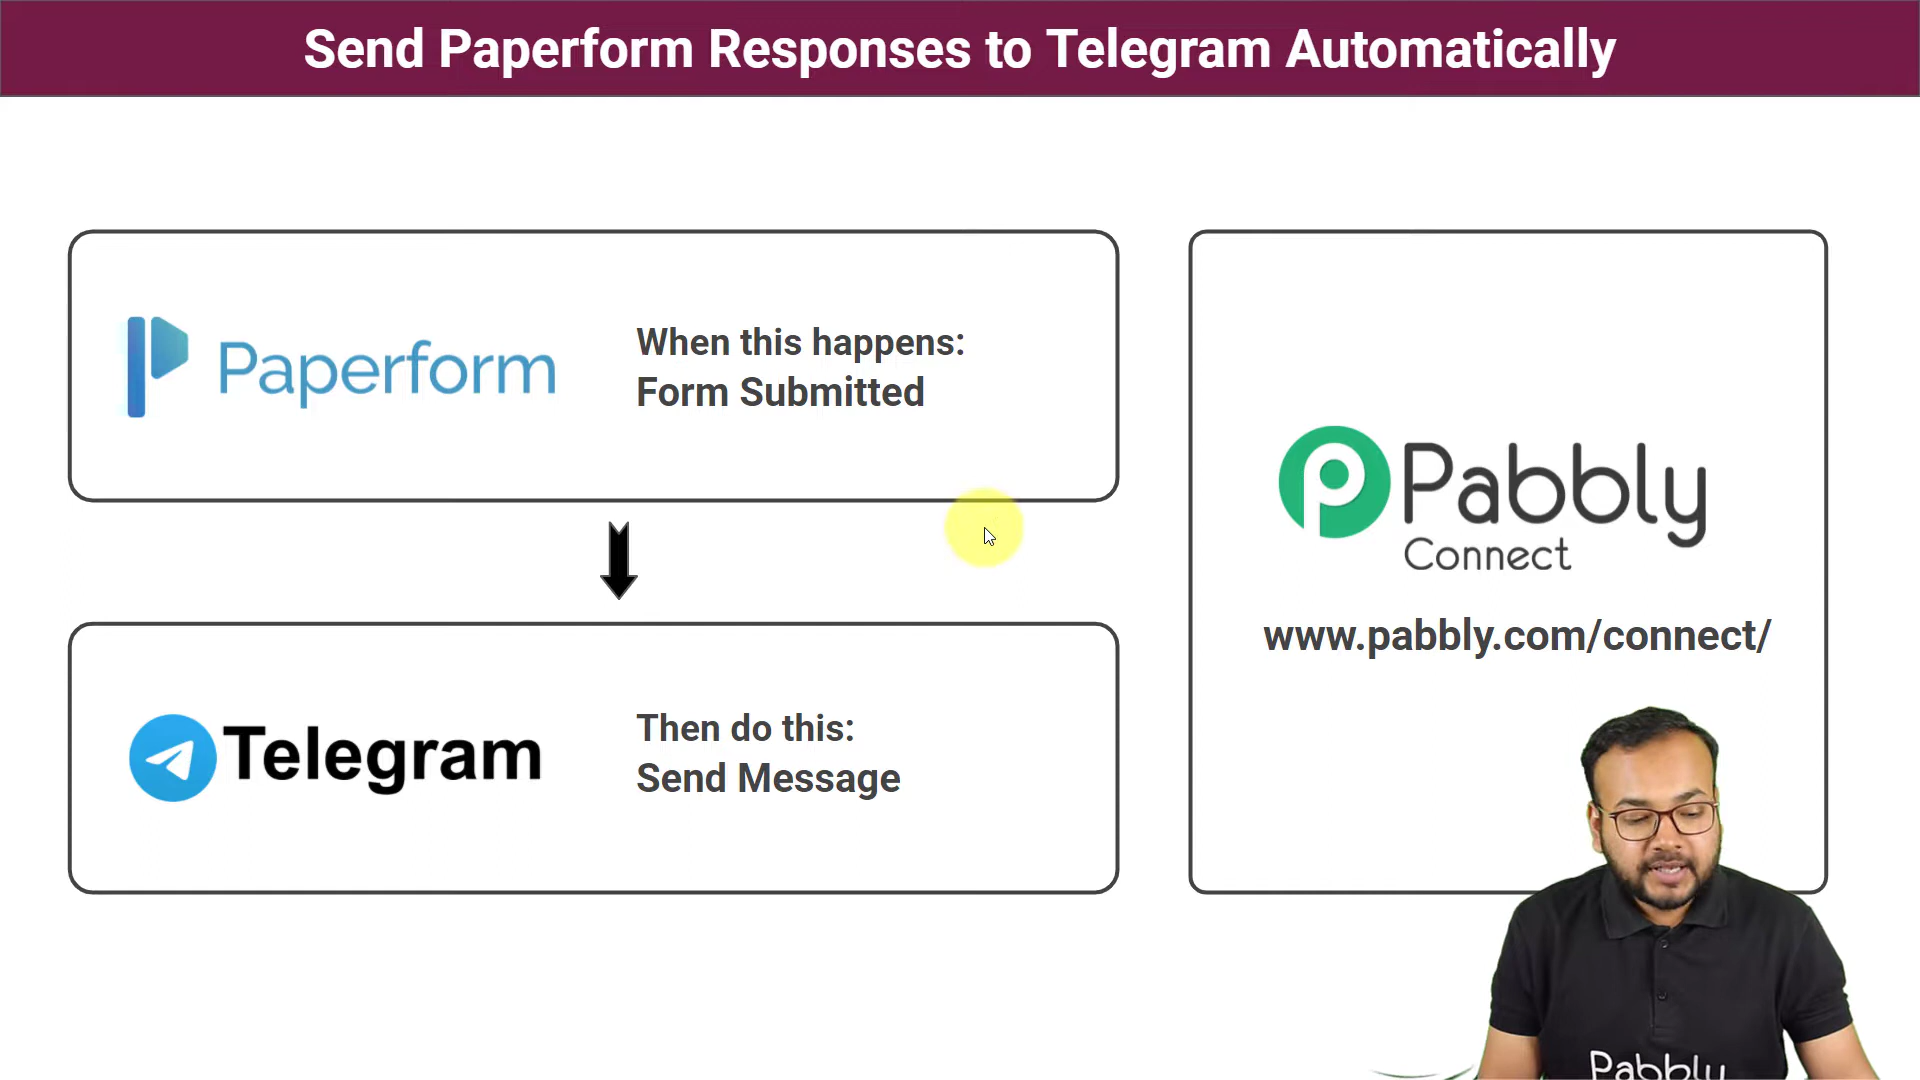 Send Paperform Responses to Telegram Automatically
Paperform
When this happens:
Form Submitted
Telegram
Then do this:
Send Message
Pabbly
Connect
www.pabbly.com/connect/
Pabbly